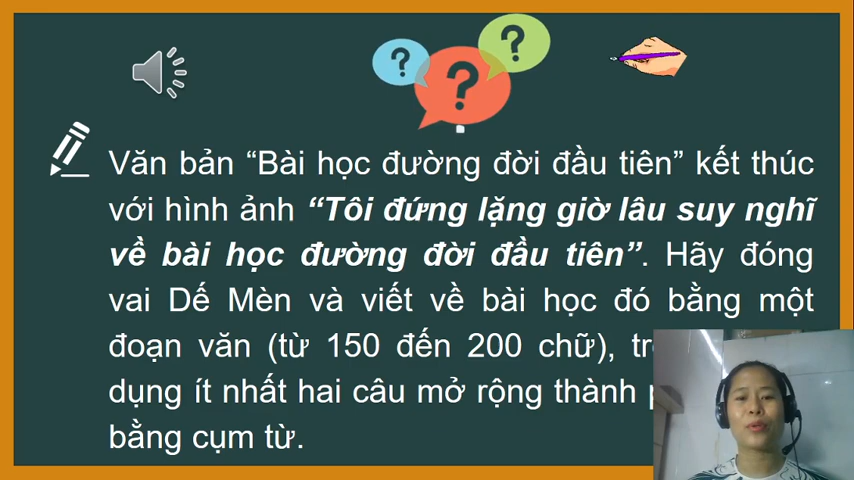 Văn bản “Bài học đường đời đầu tiên” kết thúc
với hình ảnh “Tôi đứng lặng giờ lâu suy nghĩ
về bài học đường đời đầu tiên”. Hãy đóng
vai Dế Mèn và viết về bài học đó bằng một
đoạn văn (từ 150 đến 200 chữ),
dụng ít nhất hai câu mở rộng thành
bằng cụm từ.